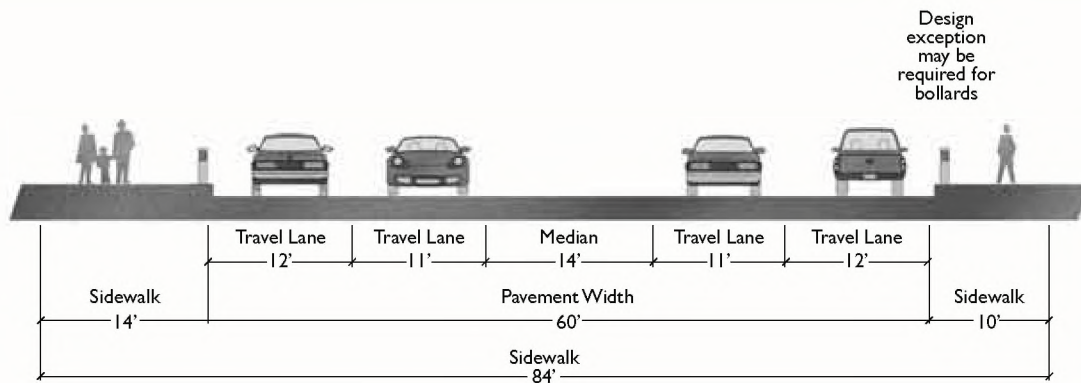 Design
exception
may be
required for
bollards
Travel Lane
Travel Lane
Median
Travel Lane
Travel Lane
12’
11’
14’
11’
12’
Sidewalk
Pavement Width
Sidewalk
14’
60’
10’
Sidewalk
84’